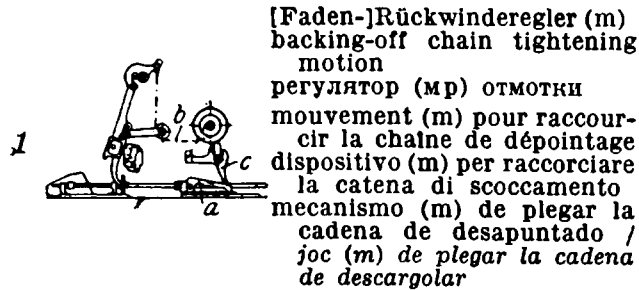 [Faden-]Rückwinderegler (m)
backing-off chain tightening
motion
регулятор (мр) отмотки
mouvement (m) pour raccour-
cir la chaîne de dépointage
dispositivo (m) per raccorciare
la catena di scoccamento
mecanismo (m) de plegar la
cadena de desapuntado /
joc (m) de plegar la cadena
de descargolar
1
b
c
a